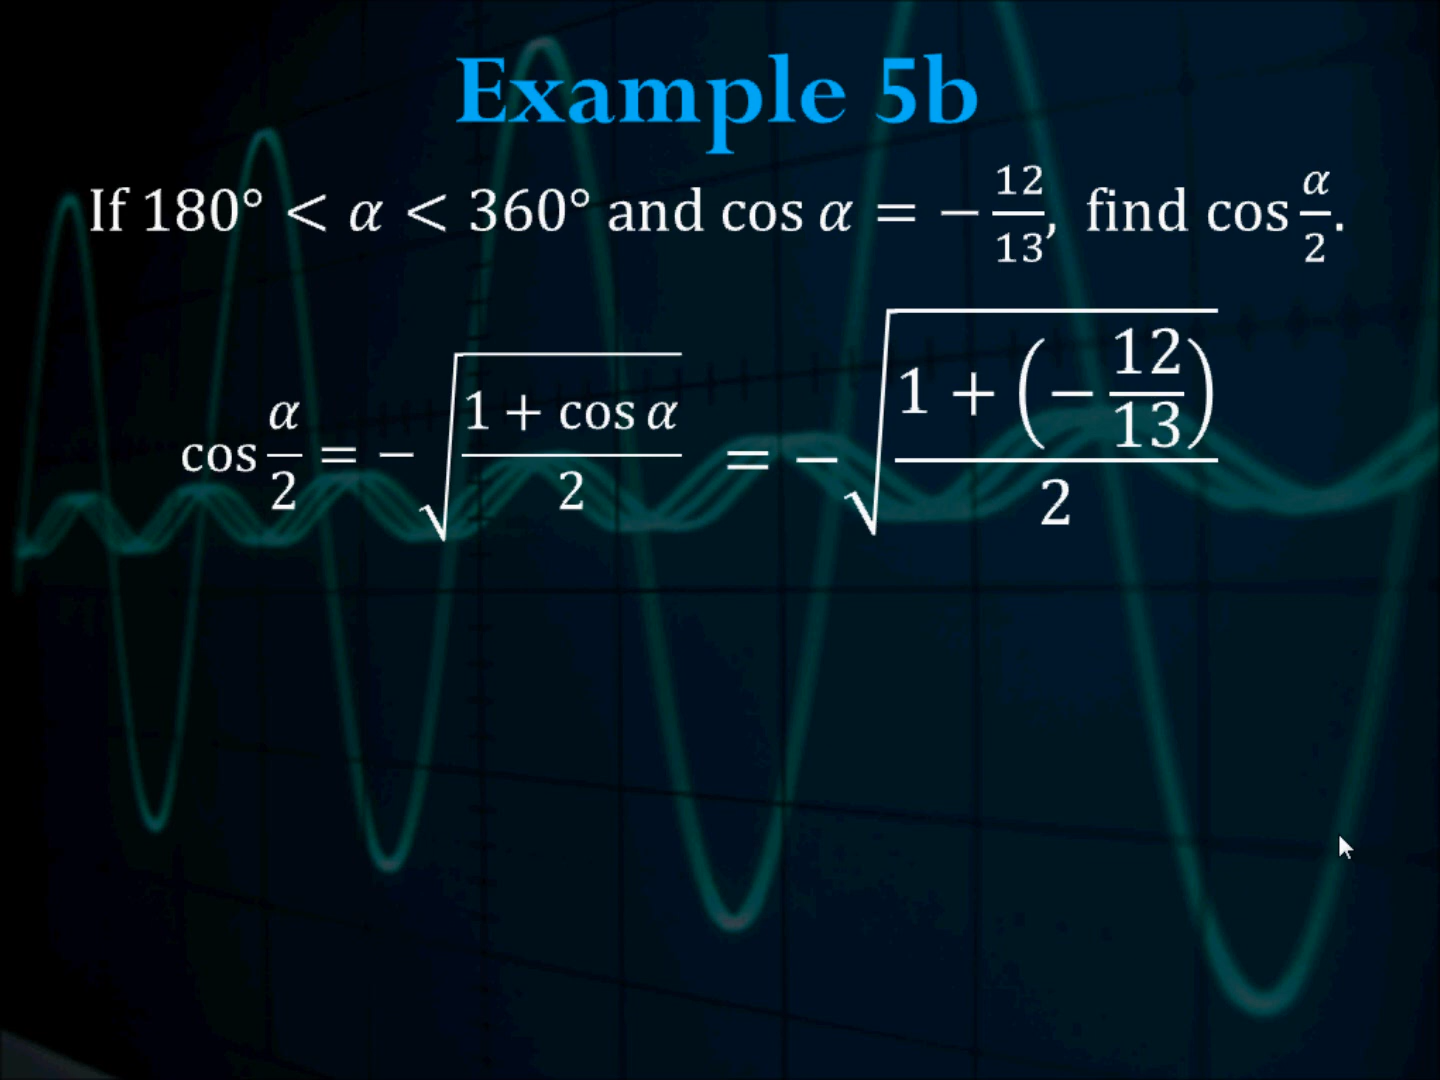 Example 5b
If 180° < α < 360° and cos α = −12/13, find cos α/2.
cos α/2 = −√((1 + cos α)/2) = −√((1 + (−12/13))/2)